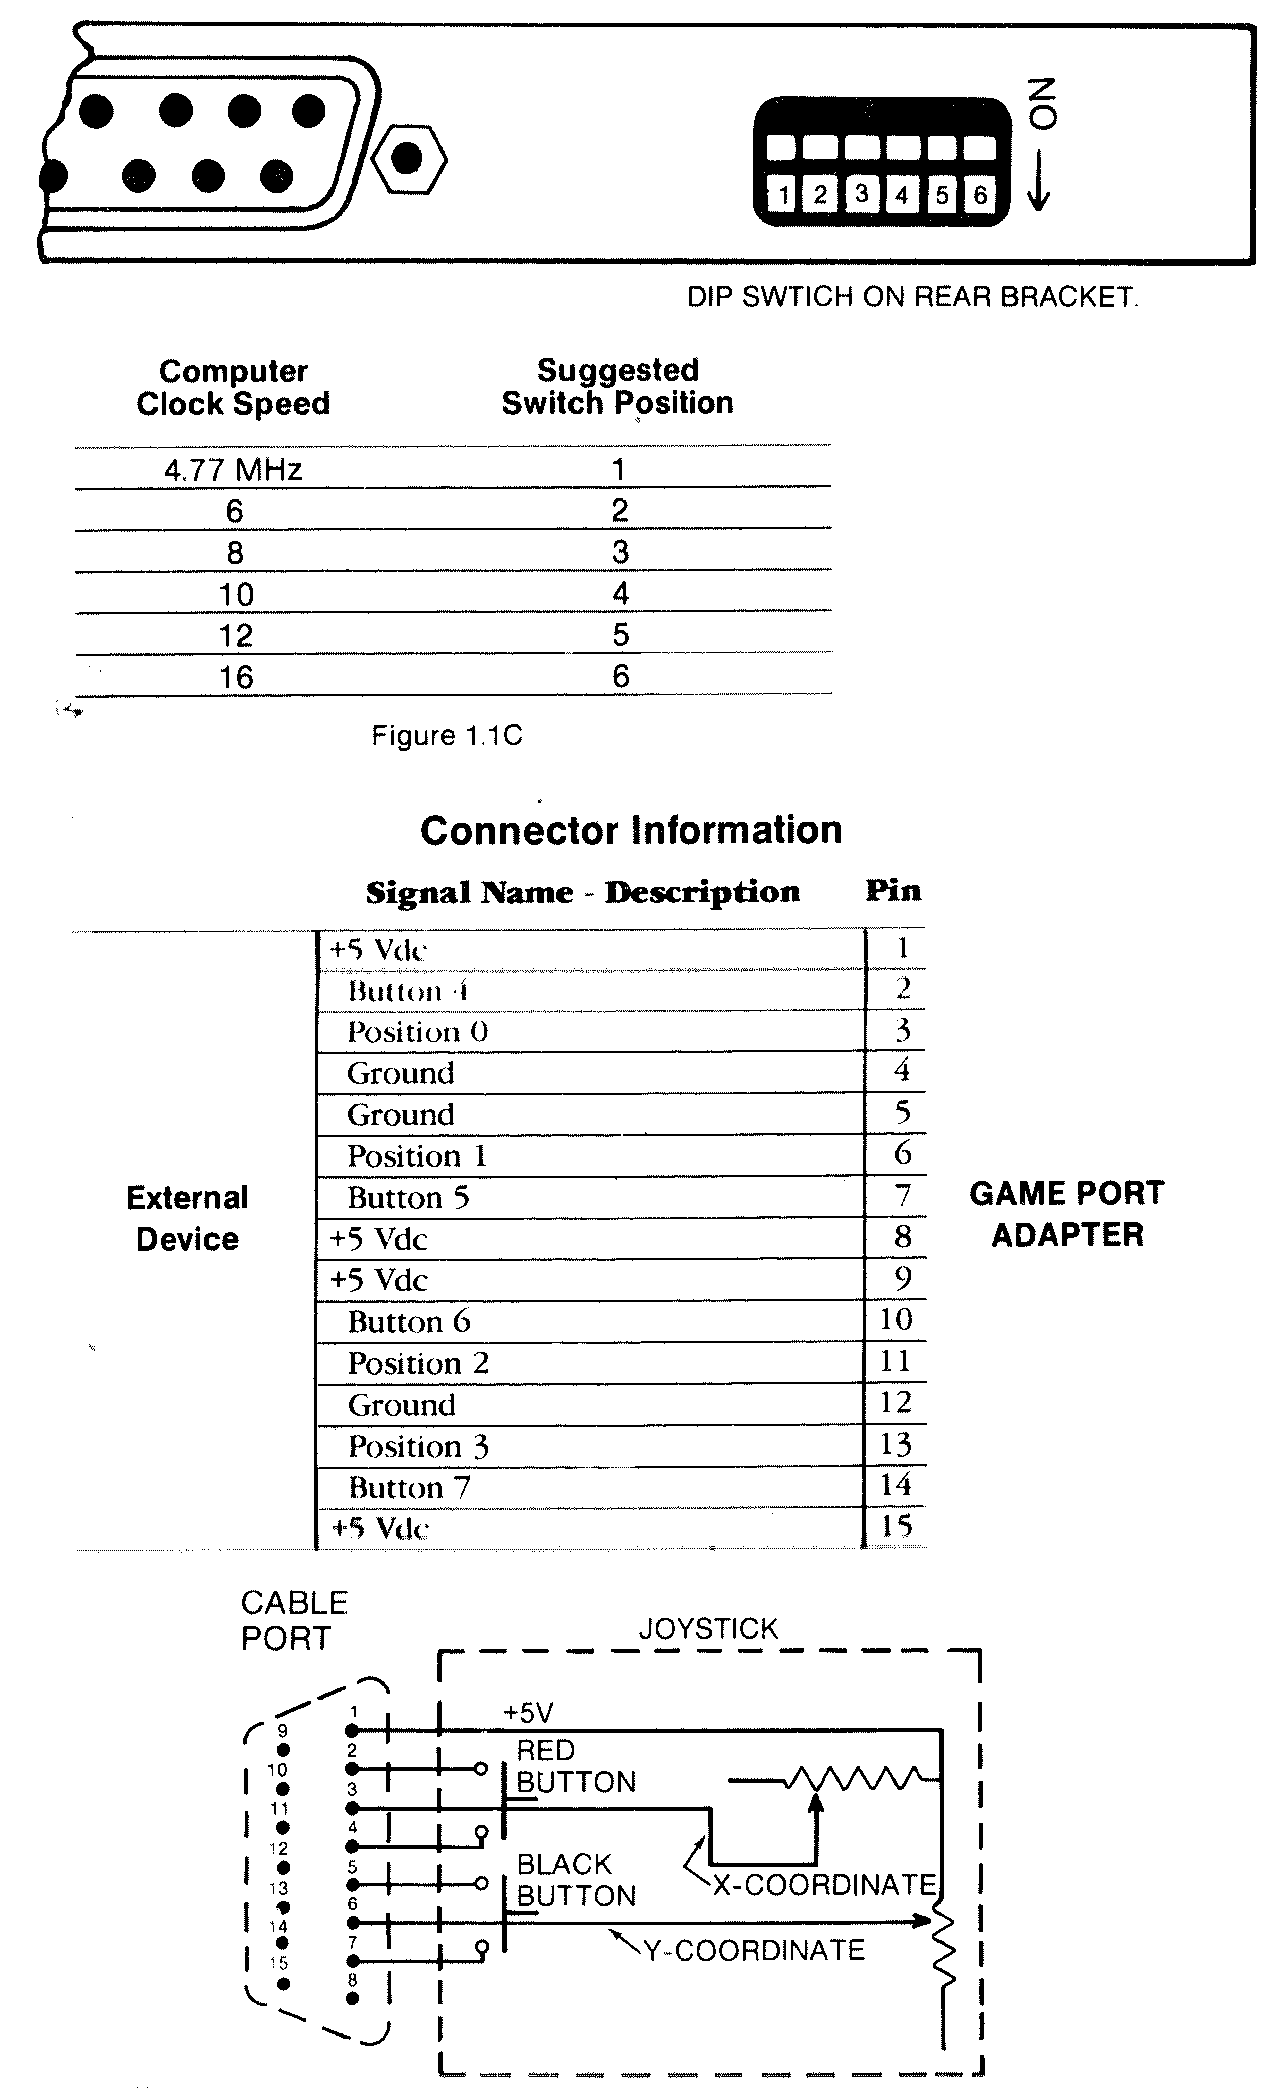 ON
1 2 3 4 5 6
DIP SWTICH ON REAR BRACKET.
Computer Clock Speed Suggested Switch Position
4.77 MHz 1
6 2
8 3
10 4
12 5
16 6
Figure 1.1C
Connector Information
Signal Name - Description Pin
+5 Vdc 1
Button 4 2
Position 0 3
Ground 4
Ground 5
Position 1 6
External Device
Button 5 7
GAME PORT ADAPTER
+5 Vdc 8
+5 Vdc 9
Button 6 10
Position 2 11
Ground 12
Position 3 13
Button 7 14
+5 Vdc 15
CABLE
PORT
JOYSTICK
1
9
2
10
3
11
4
12
5
13
6
14
7
15
8
+5V
RED
BUTTON
BLACK
BUTTON
X-COORDINATE
Y-COORDINATE